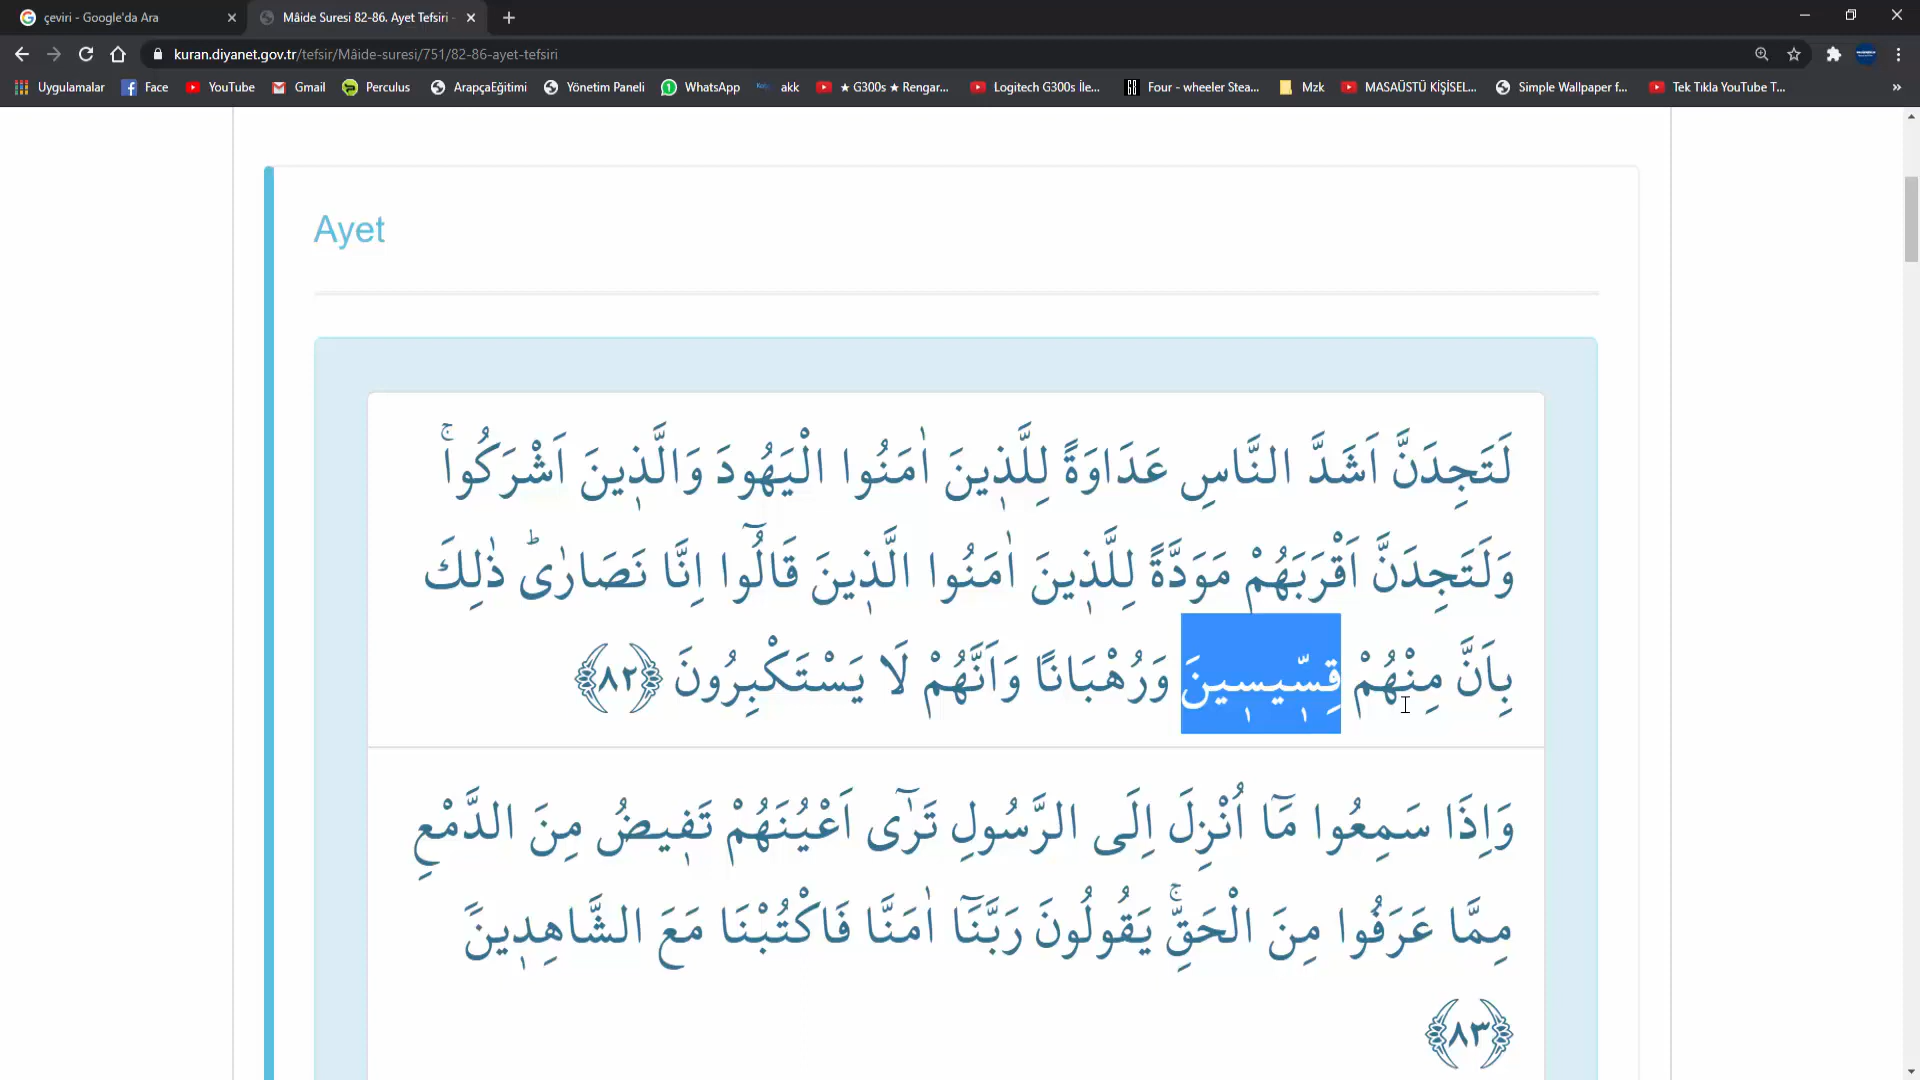 çeviri - Google'da Ara
Mâide Suresi 82-86. Ayet Tefsiri -
kuran.diyanet.gov.tr/tefsir/Mâide-suresi/751/82-86-ayet-tefsiri
Uygulamalar Face YouTube Gmail Perculus ArapçaEğitimi Yönetim Paneli WhatsApp akk ★ G300s ★ Rengar... Logitech G300s İle... Four - wheeler Stea... Mzk MASAÜSTÜ KİŞİSEL... Simple Wallpaper f... Tek Tıkla YouTube T... »
Ayet
لَتَجِدَنَّ اَشَدَّ النَّاسِ عَدَاوَةً لِلَّذ۪ينَ اٰمَنُوا الْيَهُودَ وَالَّذ۪ينَ اَشْرَكُواۚ
وَلَتَجِدَنَّ اَقْرَبَهُمْ مَوَدَّةً لِلَّذ۪ينَ اٰمَنُوا الَّذ۪ينَ قَالُٓوا اِنَّا نَصَارٰىۜ ذٰلِكَ
بِاَنَّ مِنْهُمْ قِسّ۪يس۪ينَ وَرُهْبَانًا وَاَنَّهُمْ لَا يَسْتَكْبِرُونَ ﴿٨٢﴾
وَاِذَا سَمِعُوا مَٓا اُنْزِلَ اِلَى الرَّسُولِ تَرٰٓى اَعْيُنَهُمْ تَف۪يضُ مِنَ الدَّمْعِ
مِمَّا عَرَفُوا مِنَ الْحَقِّۚ يَقُولُونَ رَبَّنَٓا اٰمَنَّا فَاكْتُبْنَا مَعَ الشَّاهِد۪ينَ
﴿٨٣﴾